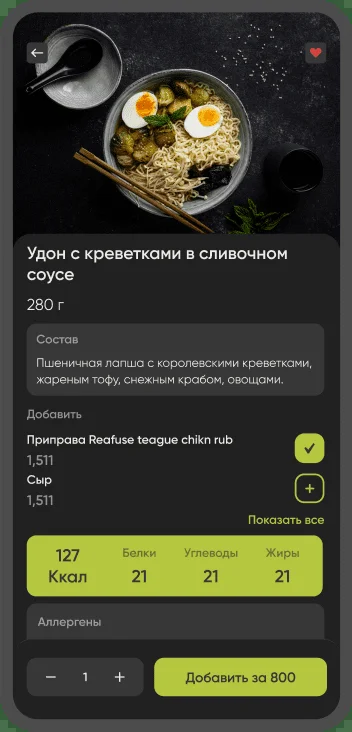 Удон с креветками в сливочном
соусе
280 г
Состав
Пшеничная лапша с королевскими креветками,
жареным тофу, снежным крабом, овощами.
Добавить
Приправа Reafuse teague chikn rub
1,511
Сыр
1,511
Показать все
127
Ккал
Белки
21
Углеводы
21
Жиры
21
Аллергены
1
Добавить за 800